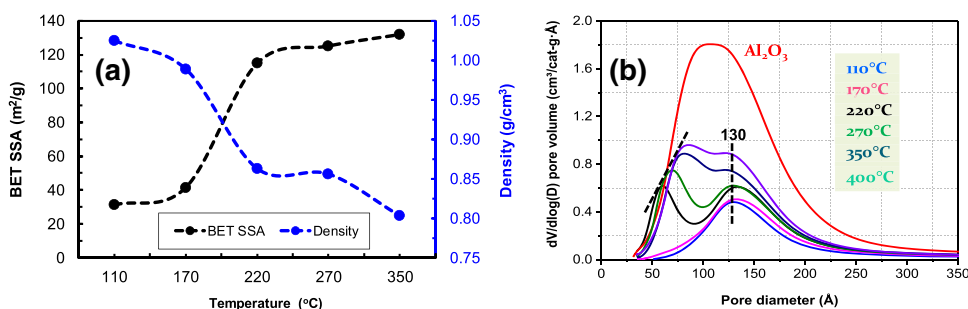 (a)
BET SSA (m²/g)
140
120
100
80
60
40
20
0
110
170
220
270
350
Temperature (°C)
1.05
1.00
0.95
0.90
0.85
0.80
0.75
Density (g/cm³)
BET SSA
Density
(b)
dV/dlog(D) pore volume (cm³/cat-g·Å)
2.0
1.6
1.2
0.8
0.4
0.0
0
50
100
150
200
250
300
350
Pore diameter (Å)
Al₂O₃
130
110°C
170°C
220°C
270°C
350°C
400°C